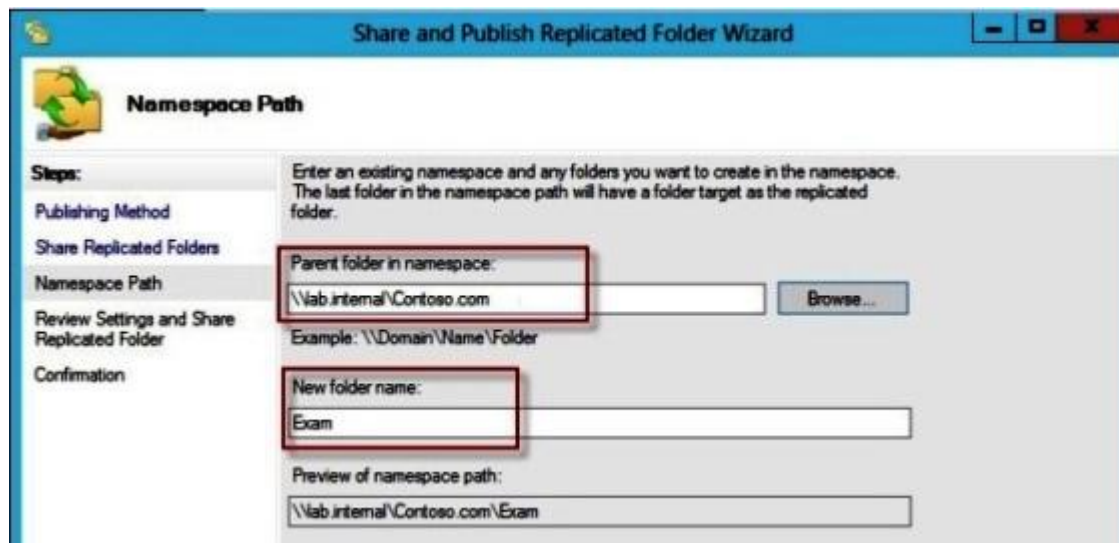 Share and Publish Replicated Folder Wizard
Namespace Path
Steps:
Publishing Method
Share Replicated Folders
Namespace Path
Review Settings and Share
Replicated Folder
Confirmation
Enter an existing namespace and any folders you want to create in the namespace.
The last folder in the namespace path will have a folder target as the replicated
folder.
Parent folder in namespace:
\\lab.internal\Contoso.com
Browse...
Example: \\Domain\Name\Folder
New folder name:
Exam
Preview of namespace path:
\\lab.internal\Contoso.com\Exam